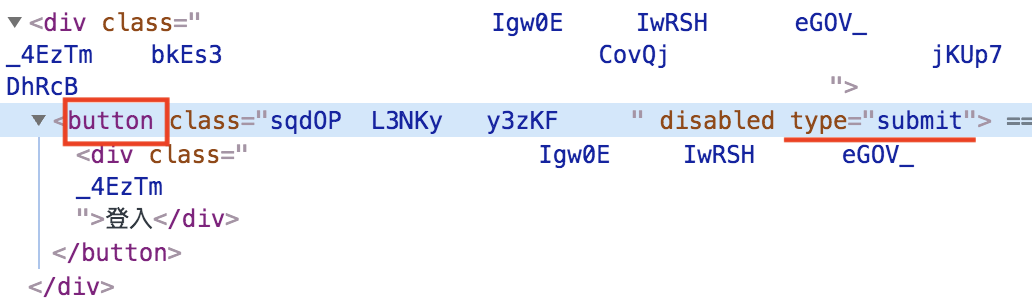 ▼<div class=" Igw0E IwRSH eGOV_
_4EzTm bkEs3 CovQj jKUp7
DhRcB ">
▼<button class="sqdOP L3NKy y3zKF " disabled type="submit"> ==
<div class=" Igw0E IwRSH eGOV_
_4EzTm
">登入</div>
</button>
</div>